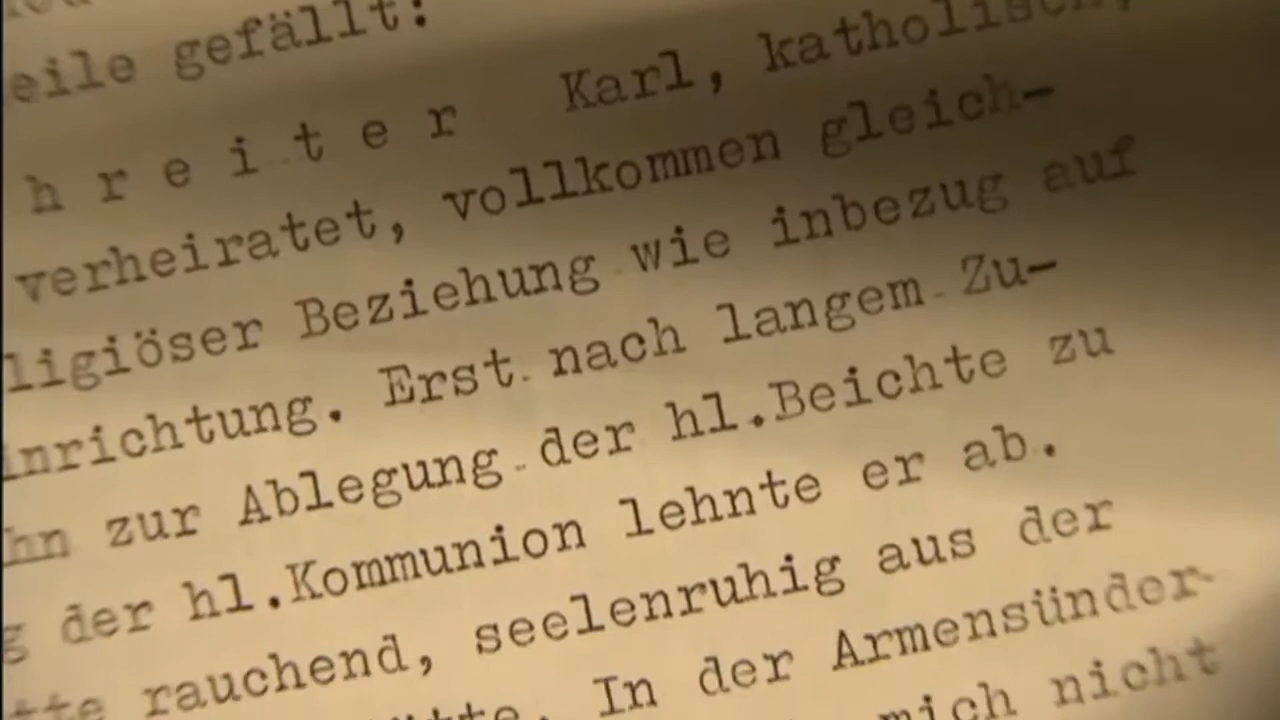 eile gefällt:
h r e i t e r Karl, katholisch,
verheiratet, vollkommen gleich-
ligiöser Beziehung wie inbezug auf
inrichtung. Erst nach langem Zu-
hn zur Ablegung der hl.Beichte zu
g der hl.Kommunion lehnte er ab.
tte rauchend, seelenruhig aus der
In der Armensünder-
mich nicht